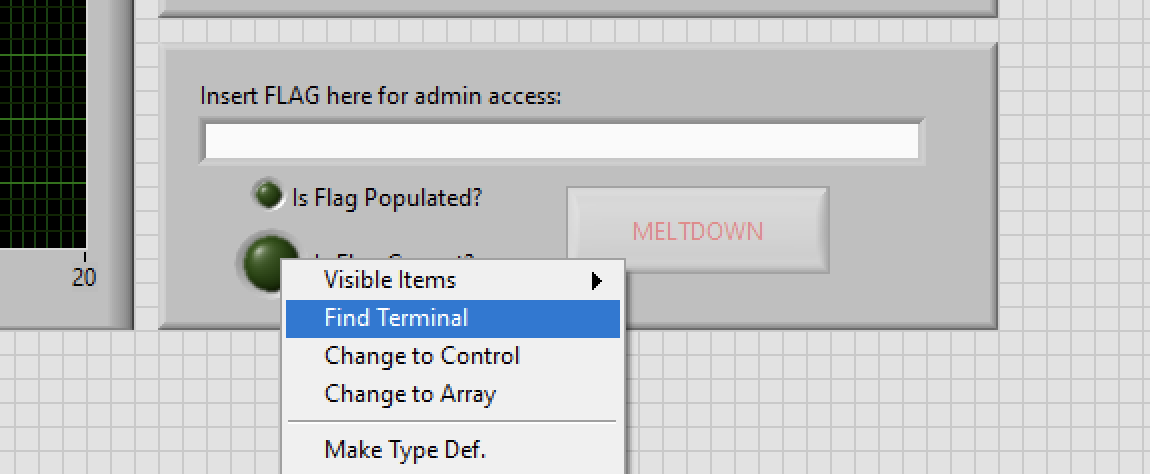 Insert FLAG here for admin access:
Is Flag Populated?
MELTDOWN
20
Visible Items
Find Terminal
Change to Control
Change to Array
Make Type Def.